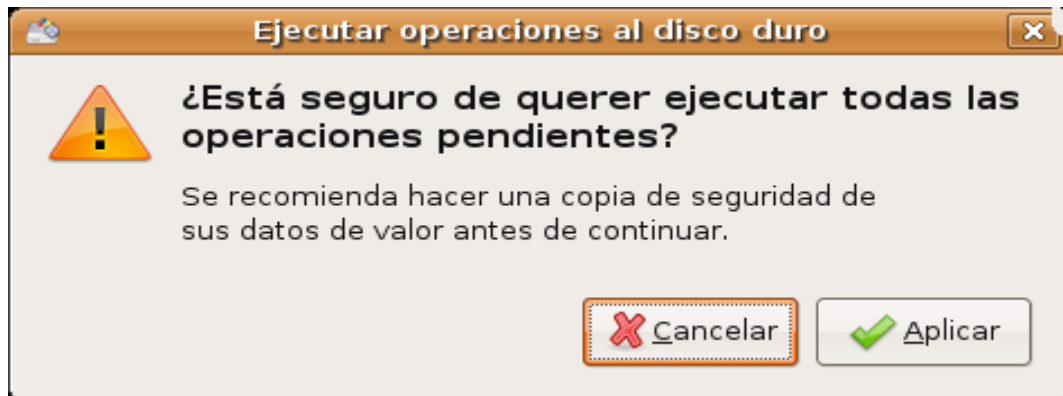 Ejecutar operaciones al disco duro
¿Está seguro de querer ejecutar todas las
operaciones pendientes?
Se recomienda hacer una copia de seguridad de
sus datos de valor antes de continuar.
Cancelar
Aplicar